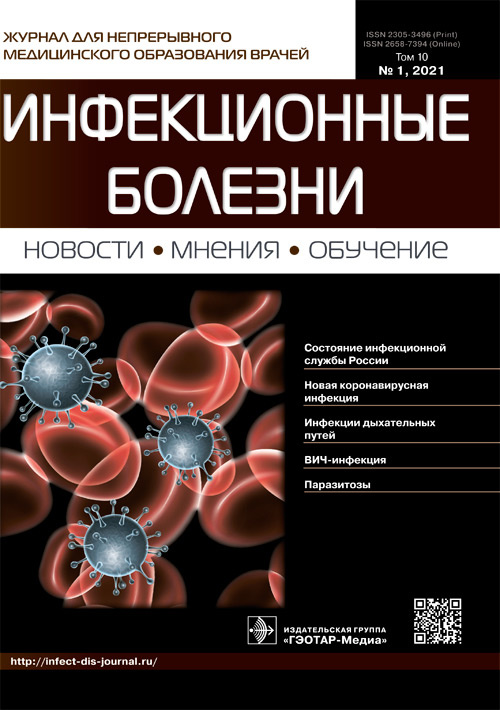 ЖУРНАЛ ДЛЯ НЕПРЕРЫВНОГО
МЕДИЦИНСКОГО ОБРАЗОВАНИЯ ВРАЧЕЙ
ISSN 2305-3496 (Print)
ISSN 2658-7394 (Online)
Том 10
№ 1, 2021
ИНФЕКЦИОННЫЕ
БОЛЕЗНИ
НОВОСТИ • МНЕНИЯ • ОБУЧЕНИЕ
Состояние инфекционной
службы России
Новая коронавирусная
инфекция
Инфекции дыхательных
путей
ВИЧ-инфекция
Паразитозы
ИЗДАТЕЛЬСКАЯ ГРУППА
«ГЭОТАР-Медиа»
http://infect-dis-journal.ru/